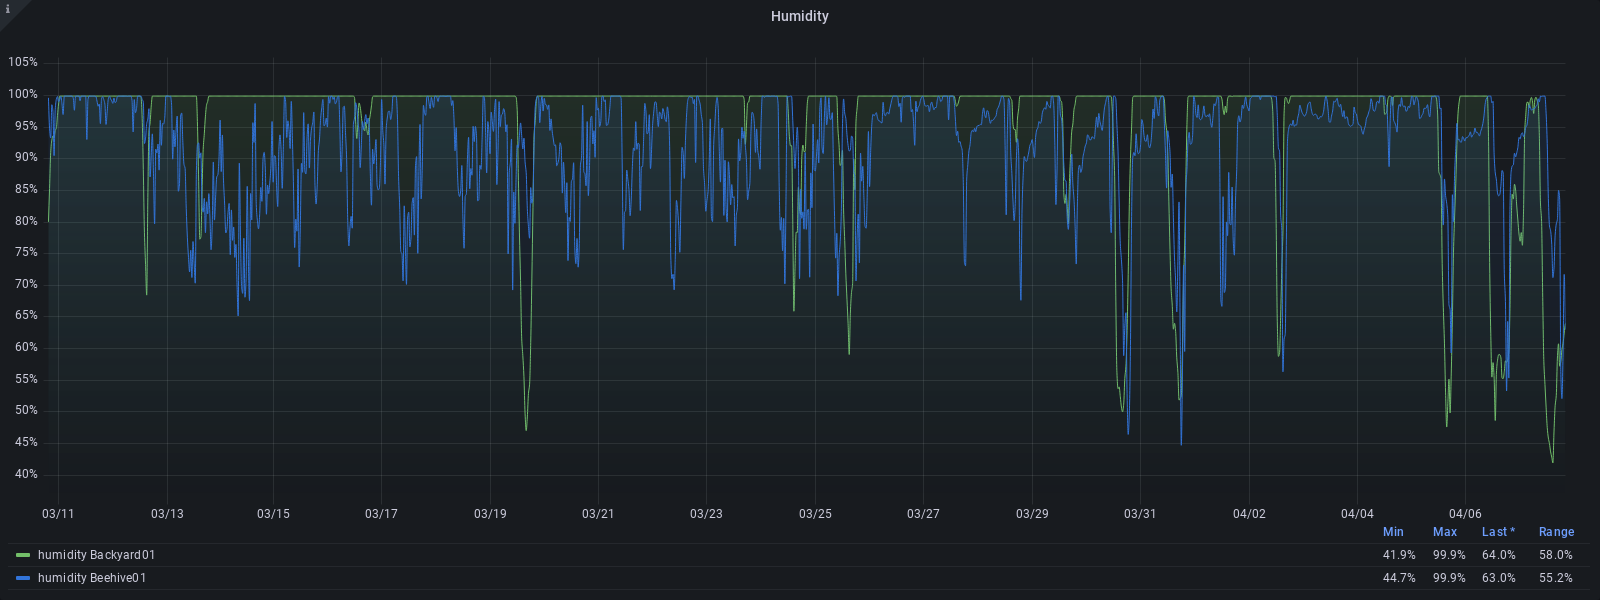 i
Humidity
105%
100%
95%
90%
85%
80%
75%
70%
65%
60%
55%
50%
45%
40%
03/11 03/13 03/15 03/17 03/19 03/21 03/23 03/25 03/27 03/29 03/31 04/02 04/04 04/06
Min Max Last * Range
humidity Backyard01 41.9% 99.9% 64.0% 58.0%
humidity Beehive01 44.7% 99.9% 63.0% 55.2%